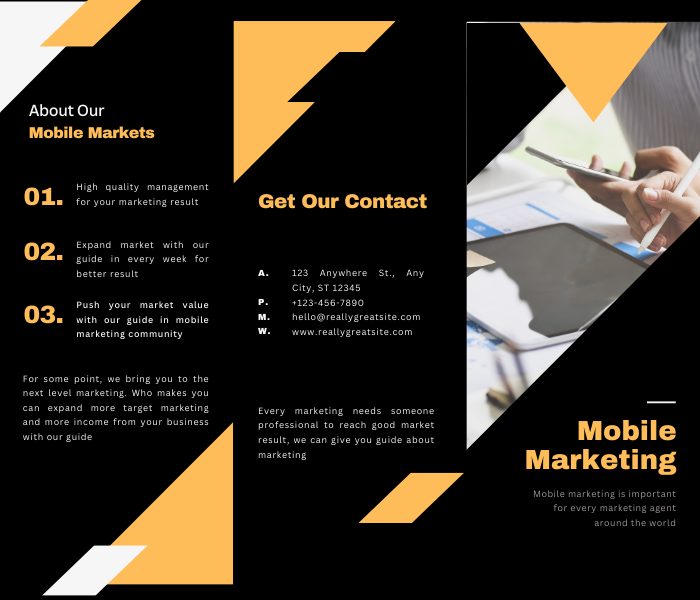 About Our
Mobile Markets
01.
High quality management
for your marketing result
02.
Expand market with our
guide in every week for
better result
03.
Push your market value
with our guide in mobile
marketing community
For some point, we bring you to the
next level marketing. Who makes you
can expand more target marketing
and more income from your business
with our guide
Get Our Contact
A. 123 Anywhere St., Any
City, ST 12345
P. +123-456-7890
M. hello@reallygreatsite.com
W. www.reallygreatsite.com
Every marketing needs someone
professional to reach good market
result, we can give you guide about
marketing
Mobile
Marketing
Mobile marketing is important
for every marketing agent
around the world